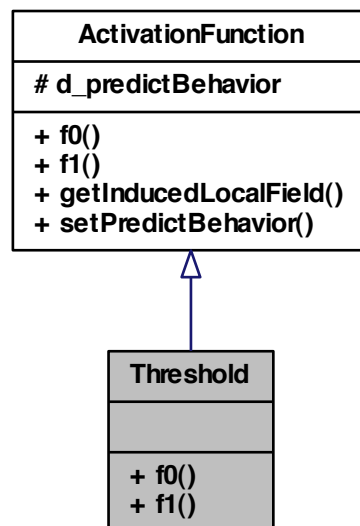 ActivationFunction
# d_predictBehavior
+ f0()
+ f1()
+ getInducedLocalField()
+ setPredictBehavior()
Threshold
+ f0()
+ f1()